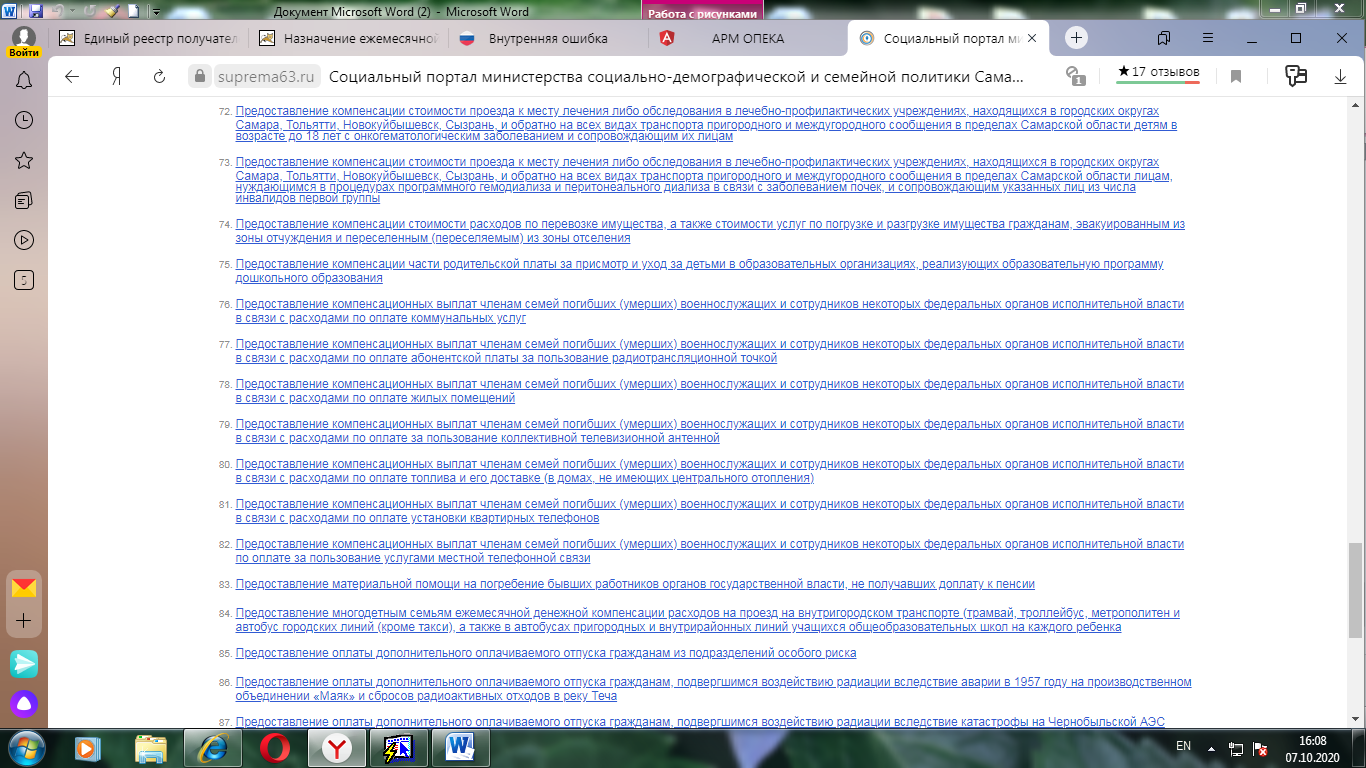 Документ Microsoft Word (2) - Microsoft Word
Работа с рисунками
Войти
Единый реестр получател
Назначение ежемесячной
Внутренняя ошибка
АРМ ОПЕКА
Социальный портал ми
suprema63.ru
Социальный портал министерства социально-демографической и семейной политики Сама...
1
★ 17 отзывов
5
72. Предоставление компенсации стоимости проезда к месту лечения либо обследования в лечебно-профилактических учреждениях, находящихся в городских округах
Самара, Тольятти, Новокуйбышевск, Сызрань, и обратно на всех видах транспорта пригородного и междугородного сообщения в пределах Самарской области детям в
возрасте до 18 лет с онкогематологическим заболеванием и сопровождающим их лицам
73. Предоставление компенсации стоимости проезда к месту лечения либо обследования в лечебно-профилактических учреждениях, находящихся в городских округах
Самара, Тольятти, Новокуйбышевск, Сызрань, и обратно на всех видах транспорта пригородного и междугородного сообщения в пределах Самарской области лицам,
нуждающимся в процедурах программного гемодиализа и перитонеального диализа в связи с заболеванием почек, и сопровождающим указанных лиц из числа
инвалидов первой группы
74. Предоставление компенсации стоимости расходов по перевозке имущества, а также стоимости услуг по погрузке и разгрузке имущества гражданам, эвакуированным из
зоны отчуждения и переселенным (переселяемым) из зоны отселения
75. Предоставление компенсации части родительской платы за присмотр и уход за детьми в образовательных организациях, реализующих образовательную программу
дошкольного образования
76. Предоставление компенсационных выплат членам семей погибших (умерших) военнослужащих и сотрудников некоторых федеральных органов исполнительной власти
в связи с расходами по оплате коммунальных услуг
77. Предоставление компенсационных выплат членам семей погибших (умерших) военнослужащих и сотрудников некоторых федеральных органов исполнительной власти
в связи с расходами по оплате абонентской платы за пользование радиотрансляционной точкой
78. Предоставление компенсационных выплат членам семей погибших (умерших) военнослужащих и сотрудников некоторых федеральных органов исполнительной власти
в связи с расходами по оплате жилых помещений
79. Предоставление компенсационных выплат членам семей погибших (умерших) военнослужащих и сотрудников некоторых федеральных органов исполнительной власти
в связи с расходами по оплате за пользование коллективной телевизионной антенной
80. Предоставление компенсационных выплат членам семей погибших (умерших) военнослужащих и сотрудников некоторых федеральных органов исполнительной власти
в связи с расходами по оплате топлива и его доставке (в домах, не имеющих центрального отопления)
81. Предоставление компенсационных выплат членам семей погибших (умерших) военнослужащих и сотрудников некоторых федеральных органов исполнительной власти
в связи с расходами по оплате установки квартирных телефонов
82. Предоставление компенсационных выплат членам семей погибших (умерших) военнослужащих и сотрудников некоторых федеральных органов исполнительной власти
по оплате за пользование услугами местной телефонной связи
83. Предоставление материальной помощи на погребение бывших работников органов государственной власти, не получавших доплату к пенсии
84. Предоставление многодетным семьям ежемесячной денежной компенсации расходов на проезд на внутригородском транспорте (трамвай, троллейбус, метрополитен и
автобус городских линий (кроме такси), а также в автобусах пригородных и внутрирайонных линий учащихся общеобразовательных школ на каждого ребенка
85. Предоставление оплаты дополнительного оплачиваемого отпуска гражданам из подразделений особого риска
86. Предоставление оплаты дополнительного оплачиваемого отпуска гражданам, подвергшимся воздействию радиации вследствие аварии в 1957 году на производственном
объединении «Маяк» и сбросов радиоактивных отходов в реку Теча
87. Предоставление оплаты дополнительного оплачиваемого отпуска гражданам, подвергшимся воздействию радиации вследствие катастрофы на Чернобыльской АЭС
EN
16:08
07.10.2020